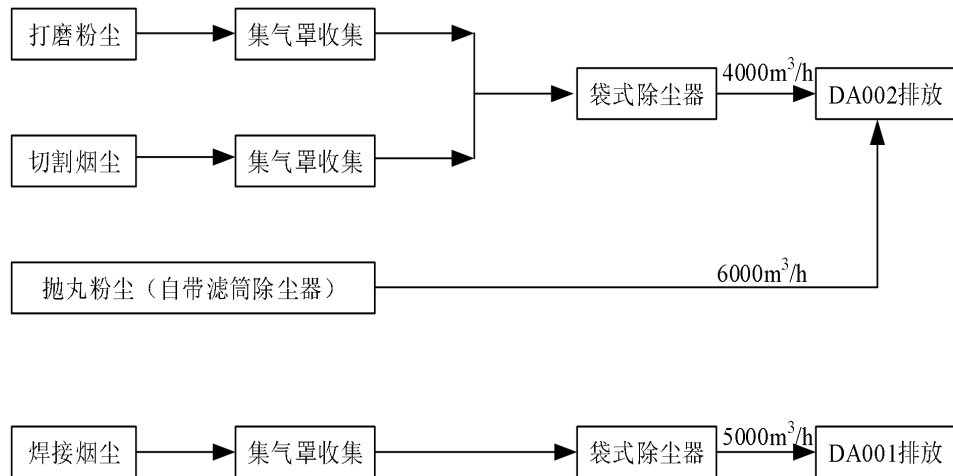 打磨粉尘
集气罩收集
袋式除尘器
4000m³/h
DA002排放
切割烟尘
集气罩收集
抛丸粉尘（自带滤筒除尘器）
6000m³/h
焊接烟尘
集气罩收集
袋式除尘器
5000m³/h
DA001排放